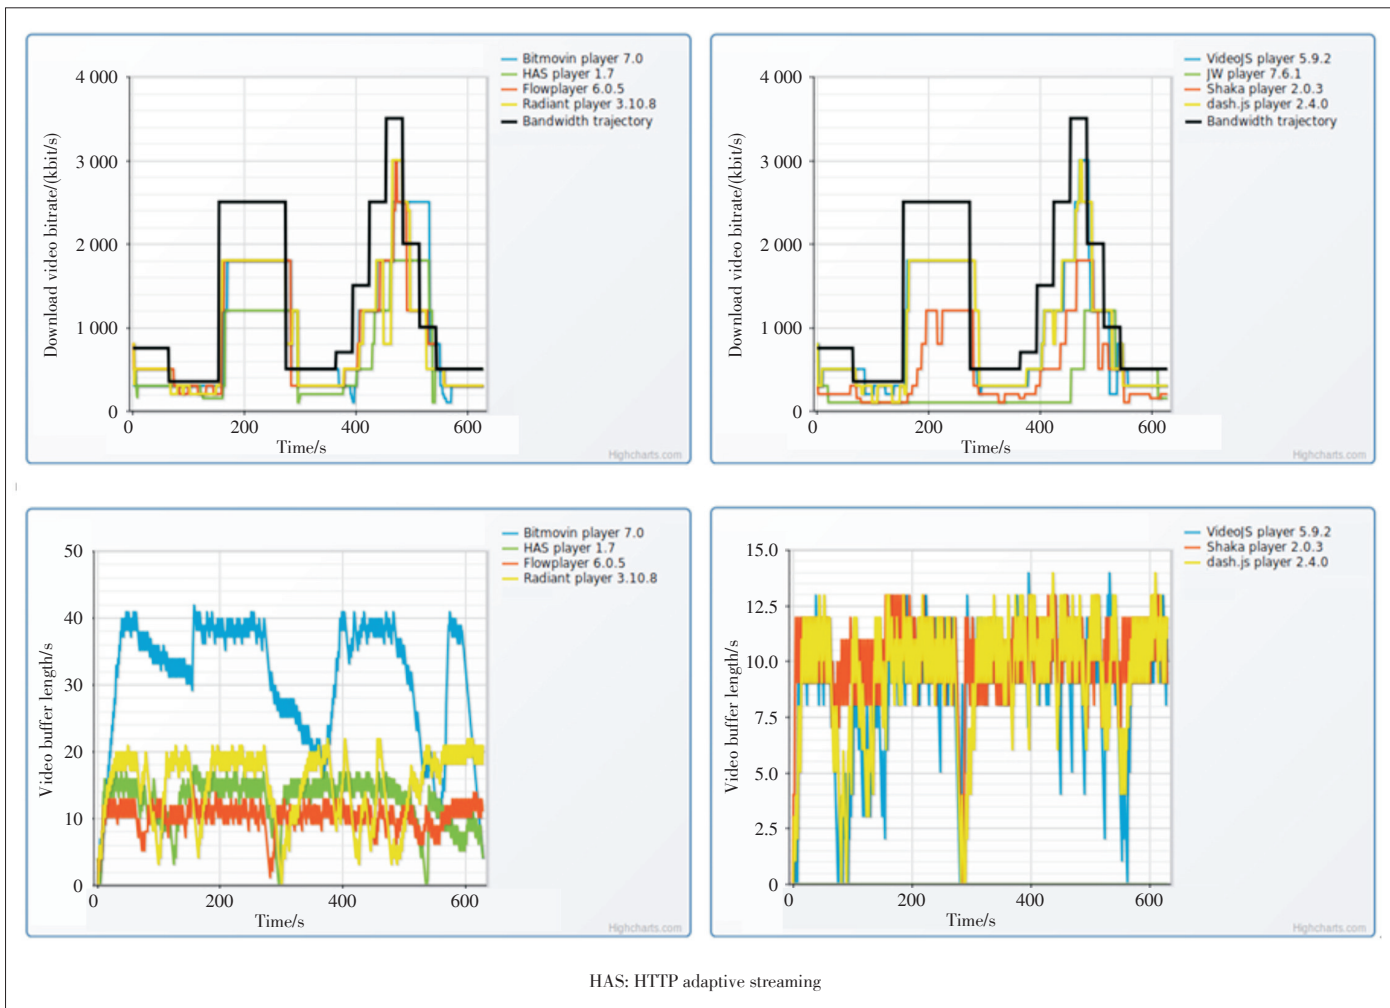 Bitmovin player 7.0
HAS player 1.7
Flowplayer 6.0.5
Radiant player 3.10.8
Bandwidth trajectory
4 000
3 000
2 000
1 000
0
Download video bitrate/(kbit/s)
0
200
400
600
Time/s
Highcharts.com
VideoJS player 5.9.2
JW player 7.6.1
Shaka player 2.0.3
dash.js player 2.4.0
Bandwidth trajectory
4 000
3 000
2 000
1 000
0
Download video bitrate/(kbit/s)
0
200
400
600
Time/s
Highcharts.com
Bitmovin player 7.0
HAS player 1.7
Flowplayer 6.0.5
Radiant player 3.10.8
50
40
30
20
10
0
Video buffer length/s
0
200
400
600
Time/s
Highcharts.com
VideoJS player 5.9.2
Shaka player 2.0.3
dash.js player 2.4.0
15.0
12.5
10.0
7.5
5.0
2.5
0
Video buffer length/s
0
200
400
600
Time/s
Highcharts.com
HAS: HTTP adaptive streaming